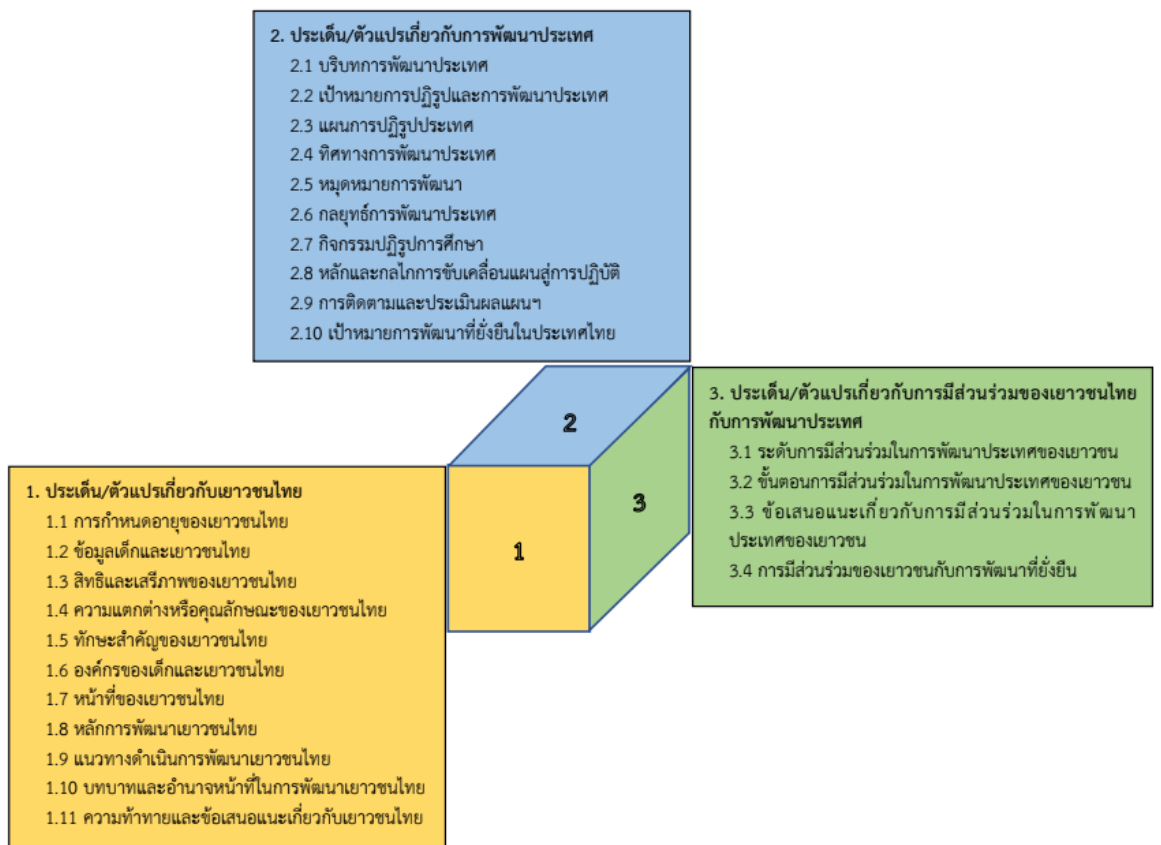 2. ประเด็น/ตัวแปรเกี่ยวกับการพัฒนาประเทศ
2.1 บริบทการพัฒนาประเทศ
2.2 เป้าหมายการปฏิรูปและการพัฒนาประเทศ
2.3 แผนการปฏิรูปประเทศ
2.4 ทิศทางการพัฒนาประเทศ
2.5 หมุดหมายการพัฒนา
2.6 กลยุทธ์การพัฒนาประเทศ
2.7 กิจกรรมปฏิรูปการศึกษา
2.8 หลักและกลไกการขับเคลื่อนแผนสู่การปฏิบัติ
2.9 การติดตามและประเมินผลแผนฯ
2.10 เป้าหมายการพัฒนาที่ยั่งยืนในประเทศไทย
2
3. ประเด็น/ตัวแปรเกี่ยวกับการมีส่วนร่วมของเยาวชนไทย
กับการพัฒนาประเทศ
3.1 ระดับการมีส่วนร่วมในการพัฒนาประเทศของเยาวชน
3.2 ขั้นตอนการมีส่วนร่วมในการพัฒนาประเทศของเยาวชน
3.3 ข้อเสนอแนะเกี่ยวกับการมีส่วนร่วมในการพัฒนา
ประเทศของเยาวชน
3.4 การมีส่วนร่วมของเยาวชนกับการพัฒนาที่ยั่งยืน
3
1
1. ประเด็น/ตัวแปรเกี่ยวกับเยาวชนไทย
1.1 การกำหนดอายุของเยาวชนไทย
1.2 ข้อมูลเด็กและเยาวชนไทย
1.3 สิทธิและเสรีภาพของเยาวชนไทย
1.4 ความแตกต่างหรือคุณลักษณะของเยาวชนไทย
1.5 ทักษะสำคัญของเยาวชนไทย
1.6 องค์กรของเด็กและเยาวชนไทย
1.7 หน้าที่ของเยาวชนไทย
1.8 หลักการพัฒนาเยาวชนไทย
1.9 แนวทางดำเนินการพัฒนาเยาวชนไทย
1.10 บทบาทและอำนาจหน้าที่ในการพัฒนาเยาวชนไทย
1.11 ความท้าทายและข้อเสนอแนะเกี่ยวกับเยาวชนไทย